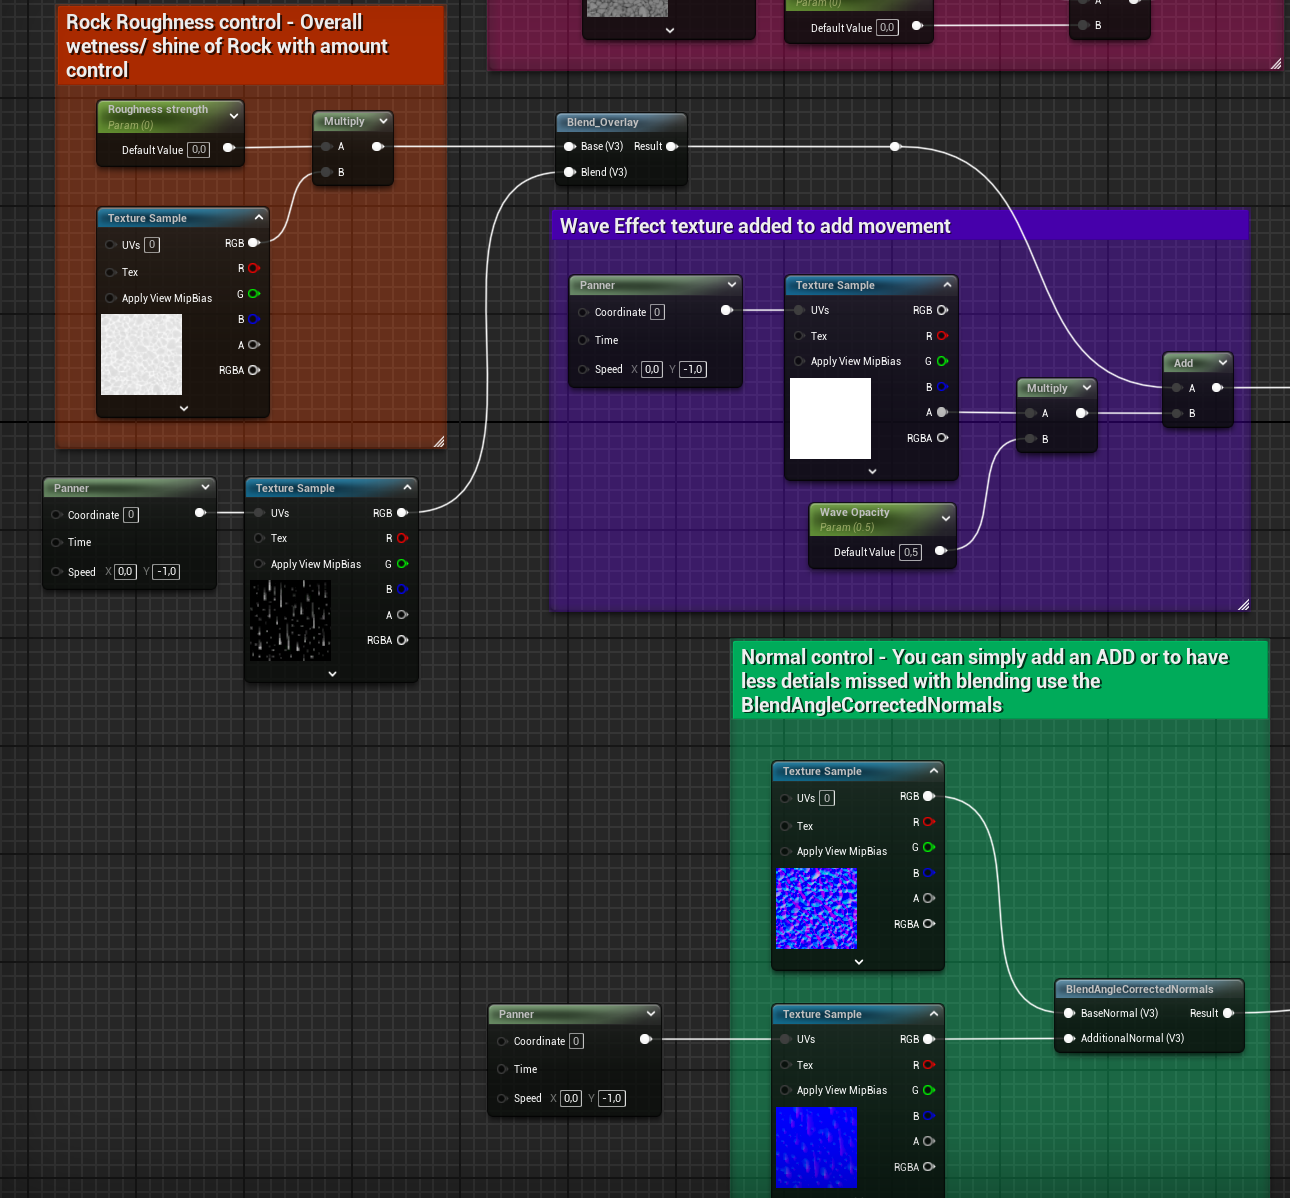 Param (0)
Default Value 0,0
A
B
Rock Roughness control - Overall
wetness/ shine of Rock with amount
control
Roughness strength
Param (0)
Default Value 0,0
Multiply
A
B
Texture Sample
UVs 0 RGB
Tex R
Apply View MipBias G
B
A
RGBA
Blend_Overlay
Base (V3) Result
Blend (V3)
Wave Effect texture added to add movement
Panner
Coordinate 0
Time
Speed X 0,0 Y -1,0
Texture Sample
UVs RGB
Tex R
Apply View MipBias G
B
A
RGBA
Multiply
A
B
Add
A
B
Wave Opacity
Param (0.5)
Default Value 0,5
Panner
Coordinate 0
Time
Speed X 0,0 Y -1,0
Texture Sample
UVs RGB
Tex R
Apply View MipBias G
B
A
RGBA
Normal control - You can simply add an ADD or to have
less detials missed with blending use the
BlendAngleCorrectedNormals
Texture Sample
UVs 0 RGB
Tex R
Apply View MipBias G
B
A
RGBA
Panner
Coordinate 0
Time
Speed X 0,0 Y -1,0
Texture Sample
UVs RGB
Tex R
Apply View MipBias G
B
A
RGBA
BlendAngleCorrectedNormals
BaseNormal (V3) Result
AdditionalNormal (V3)